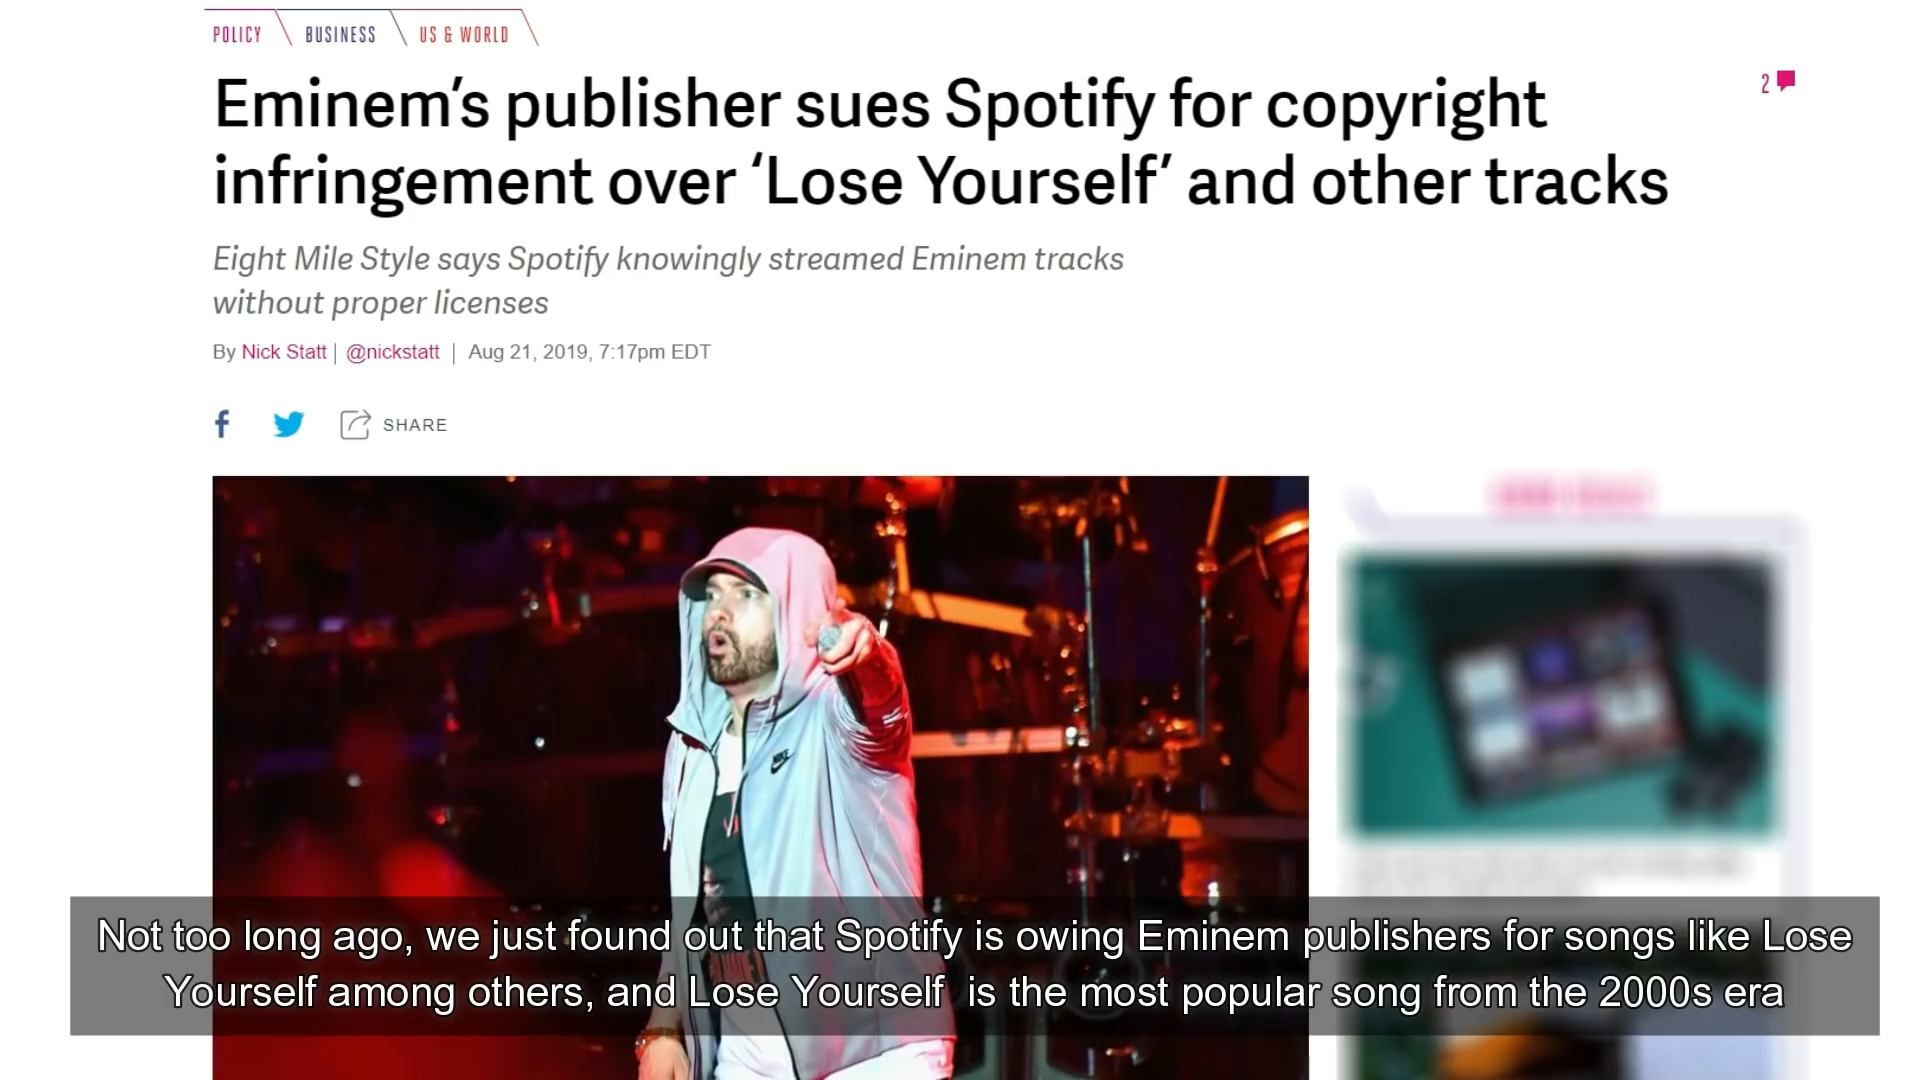 POLICY
BUSINESS
US & WORLD
Eminem’s publisher sues Spotify for copyright
2
infringement over ‘Lose Yourself’ and other tracks
Eight Mile Style says Spotify knowingly streamed Eminem tracks
without proper licenses
By Nick Statt | @nickstatt | Aug 21, 2019, 7:17pm EDT
SHARE
NIKE
Not too long ago, we just found out that Spotify is owing Eminem publishers for songs like Lose
Yourself among others, and Lose Yourself is the most popular song from the 2000s era